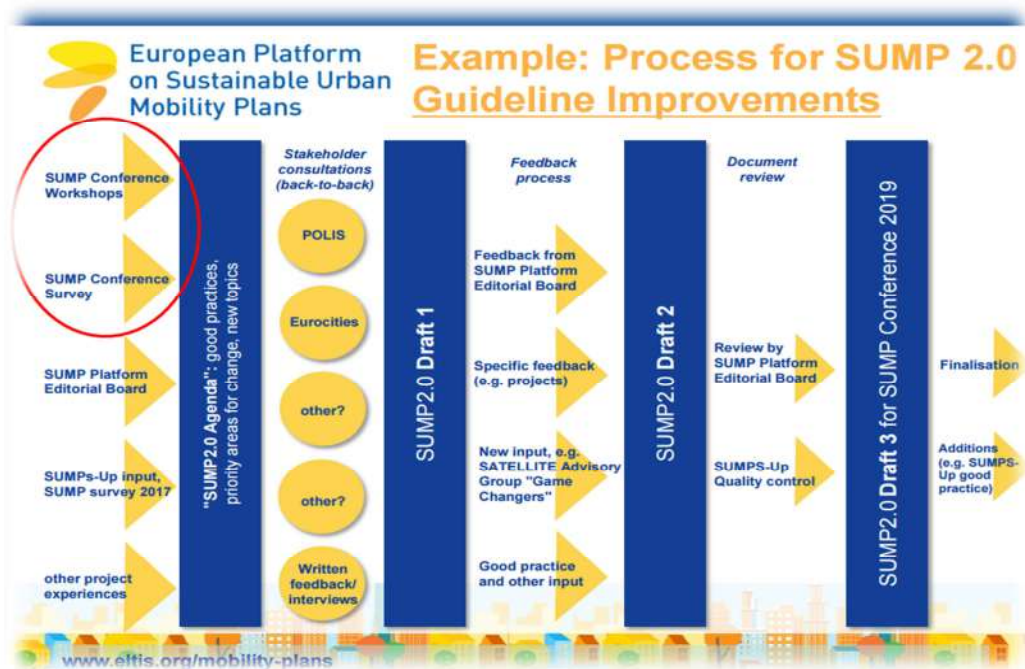 European Platform
on Sustainable Urban
Mobility Plans
Example: Process for SUMP 2.0
Guideline Improvements
SUMP Conference
Workshops
SUMP Conference
Survey
SUMP Platform
Editorial Board
SUMPs-Up input,
SUMP survey 2017
other project
experiences
"SUMP2.0 Agenda": good practices,
priority areas for change, new topics
Stakeholder
consultations
(back-to-back)
POLIS
Eurocities
other?
other?
Written
feedback/
interviews
SUMP2.0 Draft 1
Feedback
process
Feedback from
SUMP Platform
Editorial Board
Specific feedback
(e.g. projects)
New input, e.g.
SATELLITE Advisory
Group "Game
Changers"
Good practice
and other input
SUMP2.0 Draft 2
Document
review
Review by
SUMP Platform
Editorial Board
SUMPS-Up
Quality control
SUMP2.0 Draft 3 for SUMP Conference 2019
Finalisation
Additions
(e.g. SUMPS-
Up good
practice)
www.eltis.org/mobility-plans